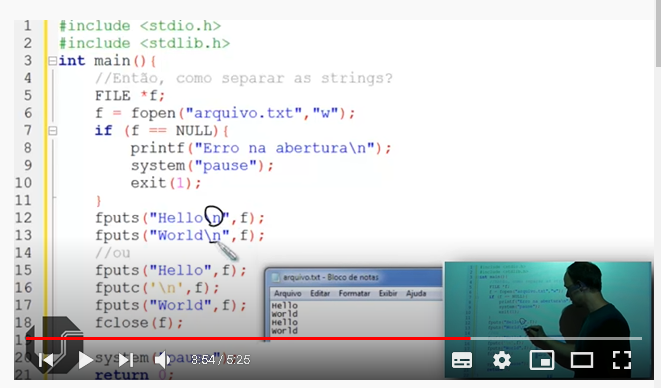 1 #include <stdio.h>
2 #include <stdlib.h>
3 int main(){
4 //Então, como separar as strings?
5 FILE *f;
6 f = fopen("arquivo.txt","w");
7 if (f == NULL){
8 printf("Erro na abertura\n");
9 system("pause");
10 exit(1);
11 }
12 fputs("Hello\n",f);
13 fputs("World\n",f);
14 //ou
15 fputs("Hello",f);
16 fputc('\n',f);
17 fputs("World",f);
18 fclose(f);
19
20 system("pause");
21 return 0;
arquivo.txt - Bloco de notas
Arquivo Editar Formatar Exibir Ajuda
Hello
World
Hello
World
8:54 / 5:25